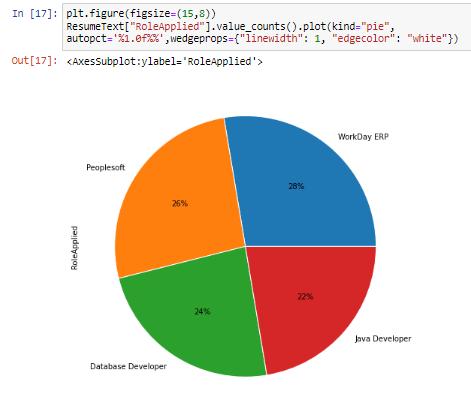 In [17]: plt.figure(figsize=(15,8))
ResumeText["RoleApplied"].value_counts().plot(kind="pie",
autopct='%1.0f%%',wedgeprops={"linewidth": 1, "edgecolor": "white"})
Out[17]: <AxesSubplot:ylabel='RoleApplied'>
WorkDay ERP
Peoplesoft
28%
26%
RoleApplied
22%
24%
Java Developer
Database Developer